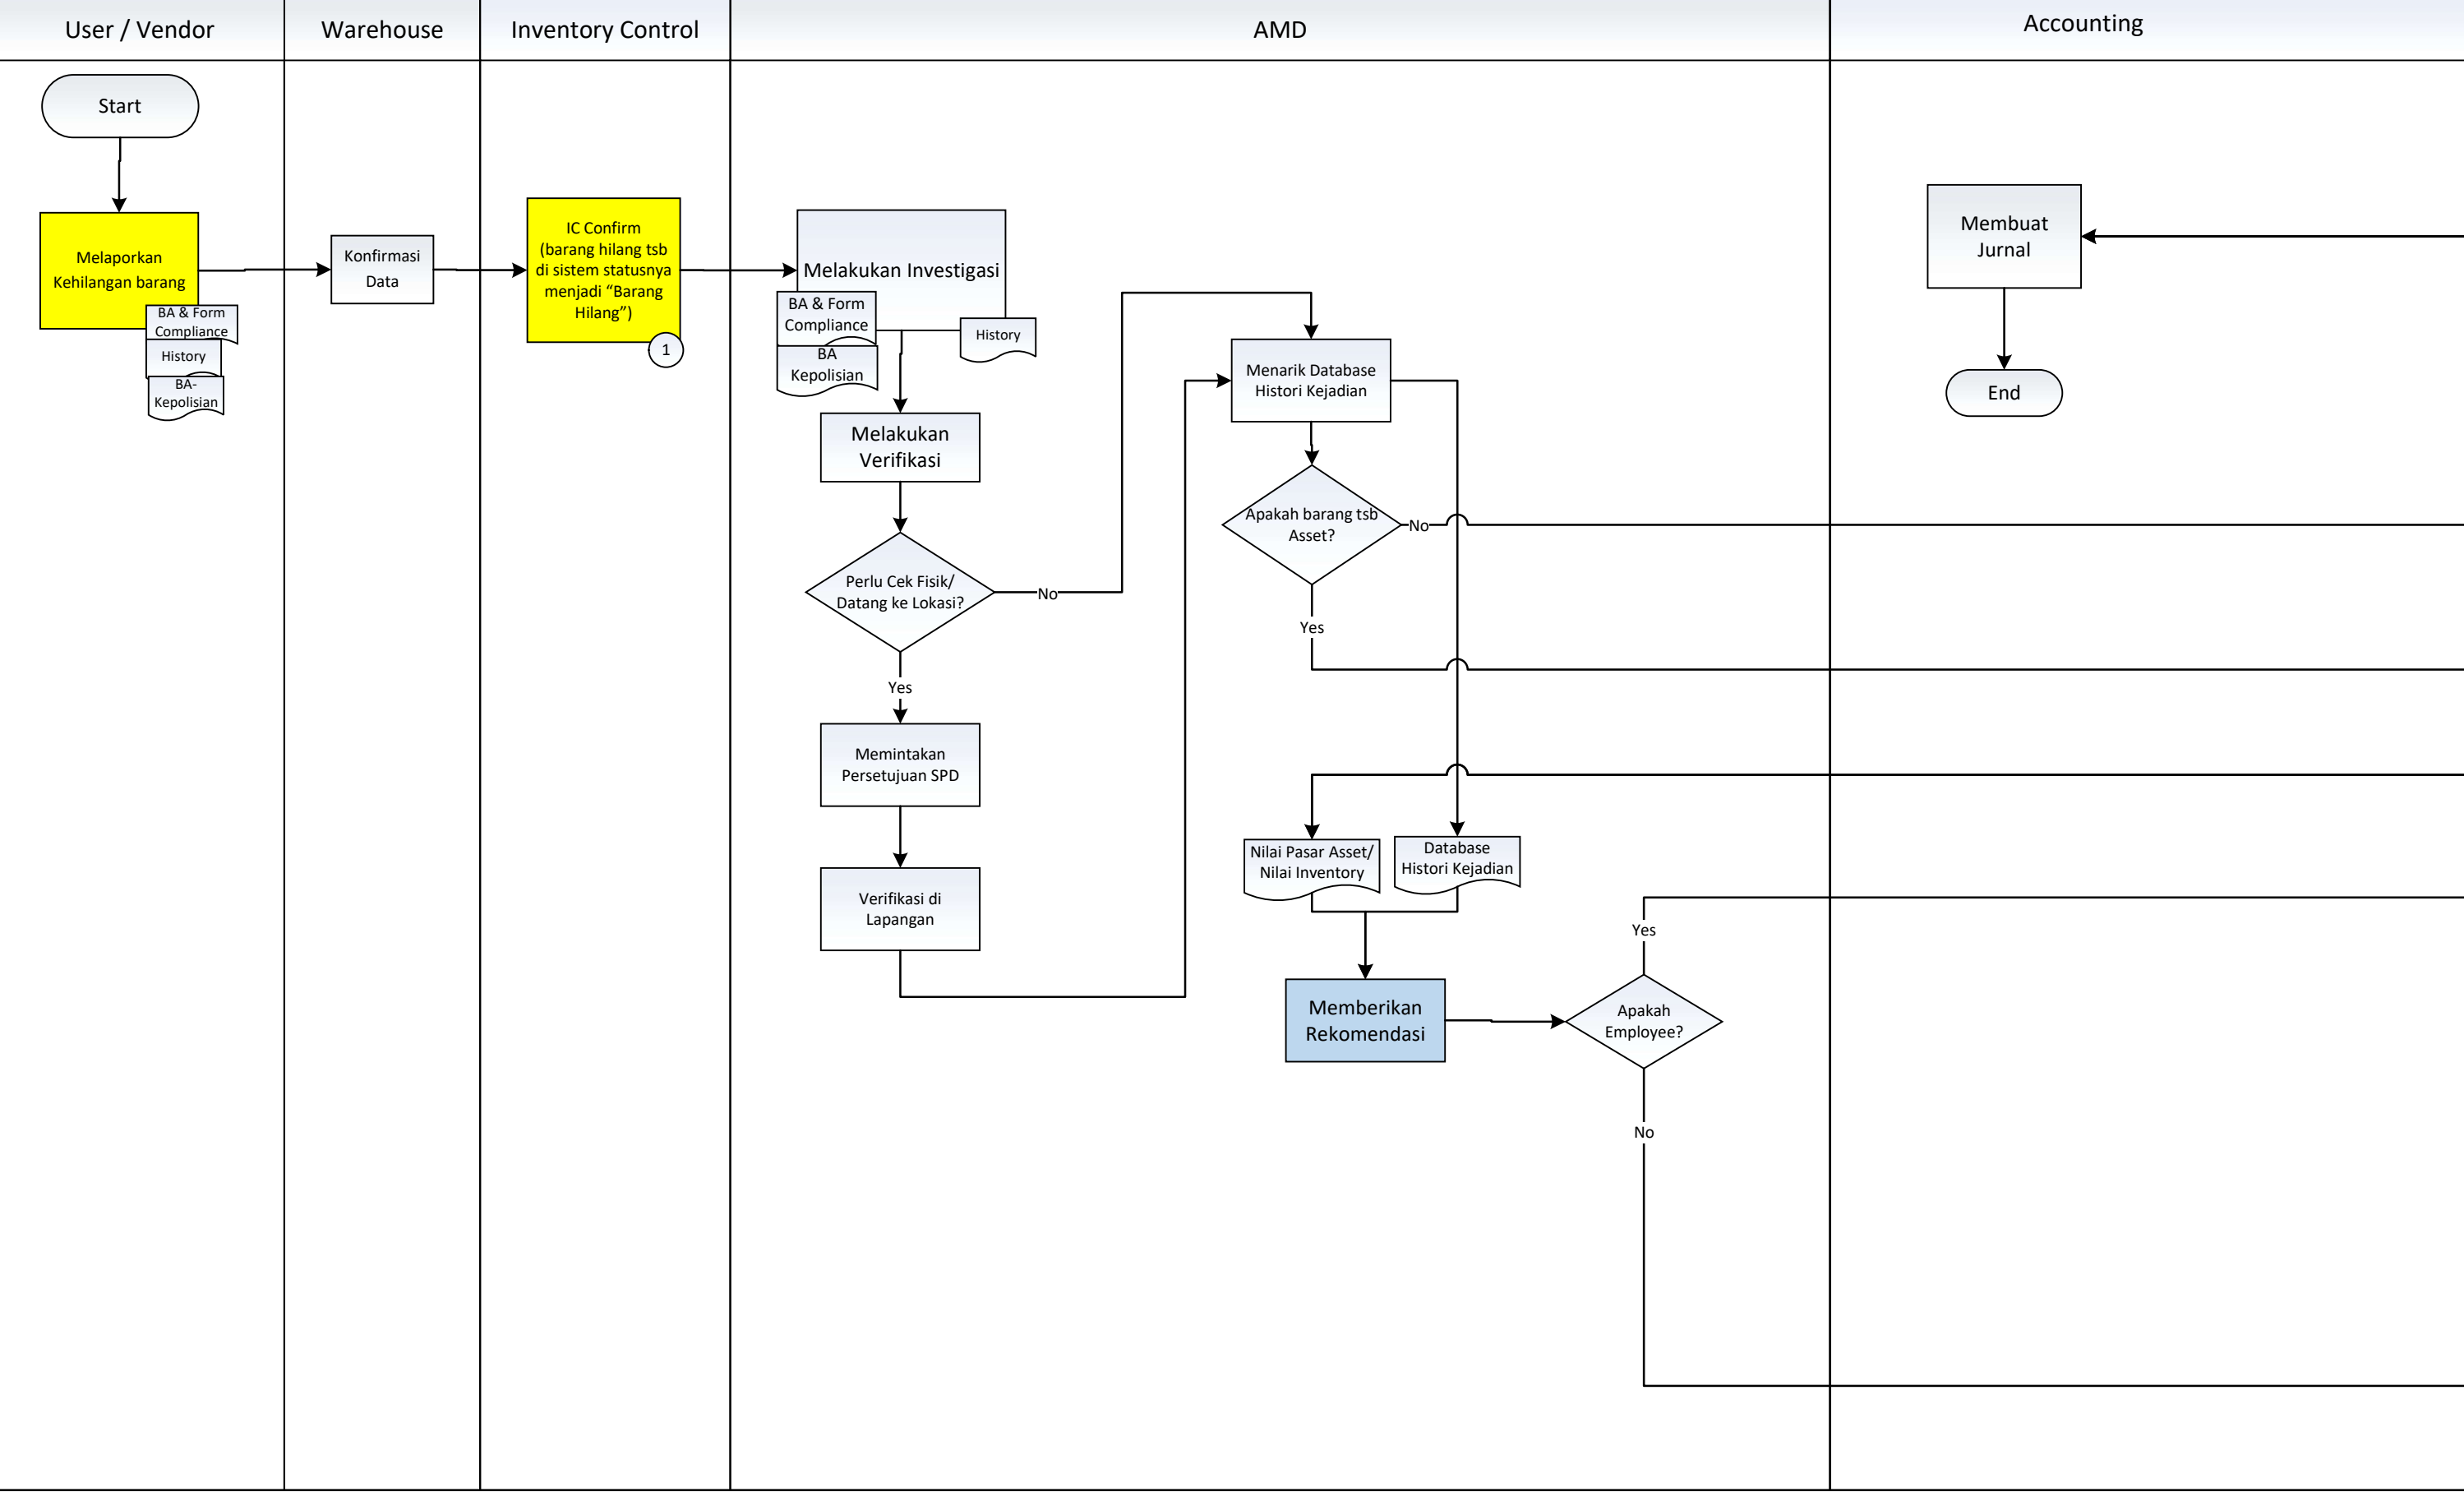 User / Vendor
Warehouse
Inventory Control
AMD
Accounting
Start
Melaporkan
Kehilangan barang
BA & Form
Compliance
History
BA-
Kepolisian
Konfirmasi
Data
IC Confirm
(barang hilang tsb
di sistem statusnya
menjadi “Barang
Hilang”)
1
Melakukan Investigasi
BA & Form
Compliance
BA
Kepolisian
History
Melakukan
Verifikasi
Perlu Cek Fisik/
Datang ke Lokasi?
No
Yes
Memintakan
Persetujuan SPD
Verifikasi di
Lapangan
Menarik Database
Histori Kejadian
Apakah barang tsb
Asset?
No
Yes
Nilai Pasar Asset/
Nilai Inventory
Database
Histori Kejadian
Memberikan
Rekomendasi
Apakah
Employee?
Yes
No
Membuat
Jurnal
End